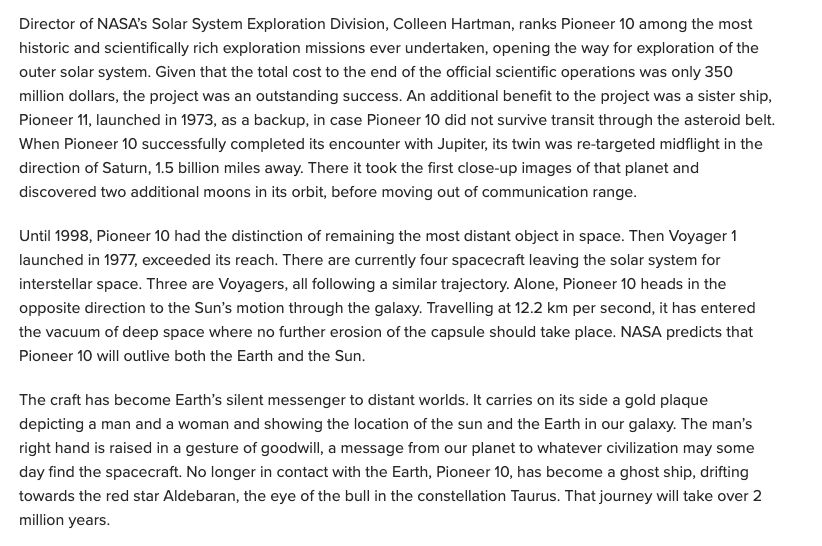 Director of NASA’s Solar System Exploration Division, Colleen Hartman, ranks Pioneer 10 among the most
historic and scientifically rich exploration missions ever undertaken, opening the way for exploration of the
outer solar system. Given that the total cost to the end of the official scientific operations was only 350
million dollars, the project was an outstanding success. An additional benefit to the project was a sister ship,
Pioneer 11, launched in 1973, as a backup, in case Pioneer 10 did not survive transit through the asteroid belt.
When Pioneer 10 successfully completed its encounter with Jupiter, its twin was re-targeted midflight in the
direction of Saturn, 1.5 billion miles away. There it took the first close-up images of that planet and
discovered two additional moons in its orbit, before moving out of communication range.
Until 1998, Pioneer 10 had the distinction of remaining the most distant object in space. Then Voyager 1
launched in 1977, exceeded its reach. There are currently four spacecraft leaving the solar system for
interstellar space. Three are Voyagers, all following a similar trajectory. Alone, Pioneer 10 heads in the
opposite direction to the Sun’s motion through the galaxy. Travelling at 12.2 km per second, it has entered
the vacuum of deep space where no further erosion of the capsule should take place. NASA predicts that
Pioneer 10 will outlive both the Earth and the Sun.
The craft has become Earth’s silent messenger to distant worlds. It carries on its side a gold plaque
depicting a man and a woman and showing the location of the sun and the Earth in our galaxy. The man’s
right hand is raised in a gesture of goodwill, a message from our planet to whatever civilization may some
day find the spacecraft. No longer in contact with the Earth, Pioneer 10, has become a ghost ship, drifting
towards the red star Aldebaran, the eye of the bull in the constellation Taurus. That journey will take over 2
million years.